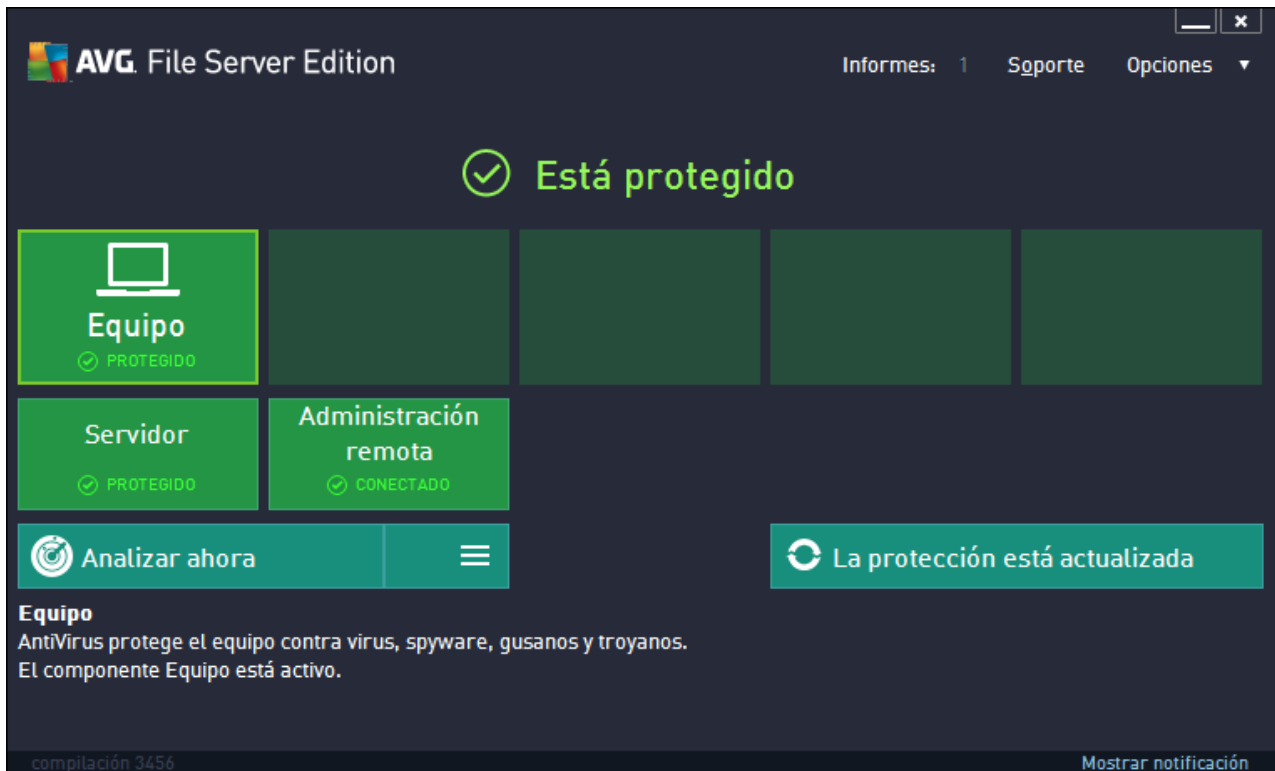 AVG. File Server Edition
Informes: 1 Soporte Opciones
Está protegido
Equipo
PROTEGIDO
Servidor
PROTEGIDO
Administración
remota
CONECTADO
Analizar ahora
La protección está actualizada
Equipo
AntiVirus protege el equipo contra virus, spyware, gusanos y troyanos.
El componente Equipo está activo.
compilación 3456
Mostrar notificación